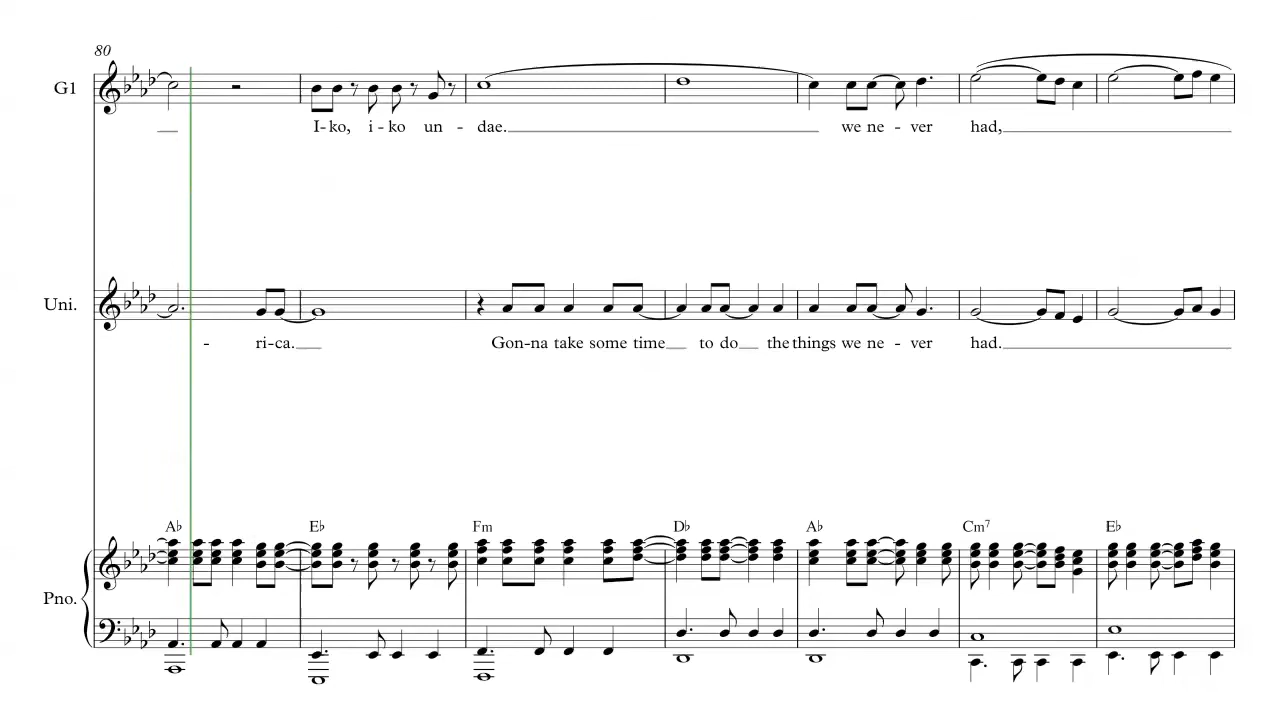 80
G1
I-ko, i-ko un - dae. we ne - ver had,
Uni.
- ri-ca. Gon-na take some time to do the things we ne - ver had.
A♭ E♭ Fm D♭ A♭ Cm7 E♭
Pno.